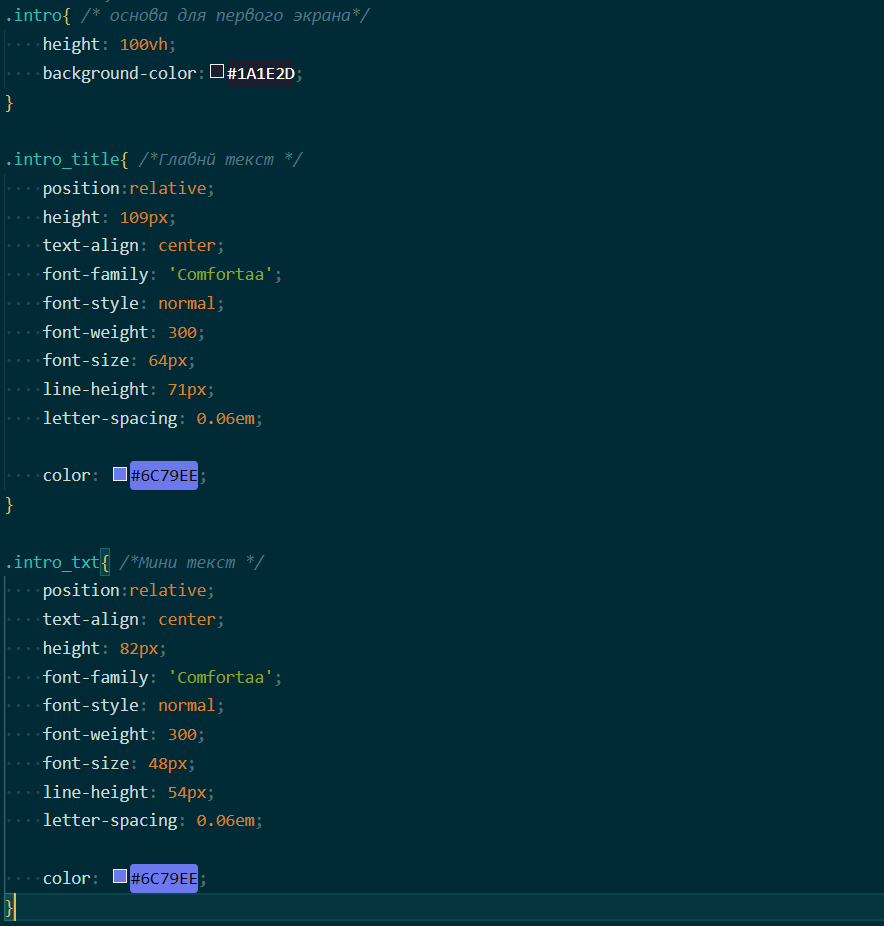 .intro{ /* основа для первого экрана*/
    height: 100vh;
    background-color: #1A1E2D;
}

.intro_title{ /*Главнй текст */
    position:relative;
    height: 109px;
    text-align: center;
    font-family: 'Comfortaa';
    font-style: normal;
    font-weight: 300;
    font-size: 64px;
    line-height: 71px;
    letter-spacing: 0.06em;

    color: #6C79EE;
}

.intro_txt{ /*Мини текст */
    position:relative;
    text-align: center;
    height: 82px;
    font-family: 'Comfortaa';
    font-style: normal;
    font-weight: 300;
    font-size: 48px;
    line-height: 54px;
    letter-spacing: 0.06em;

    color: #6C79EE;
}